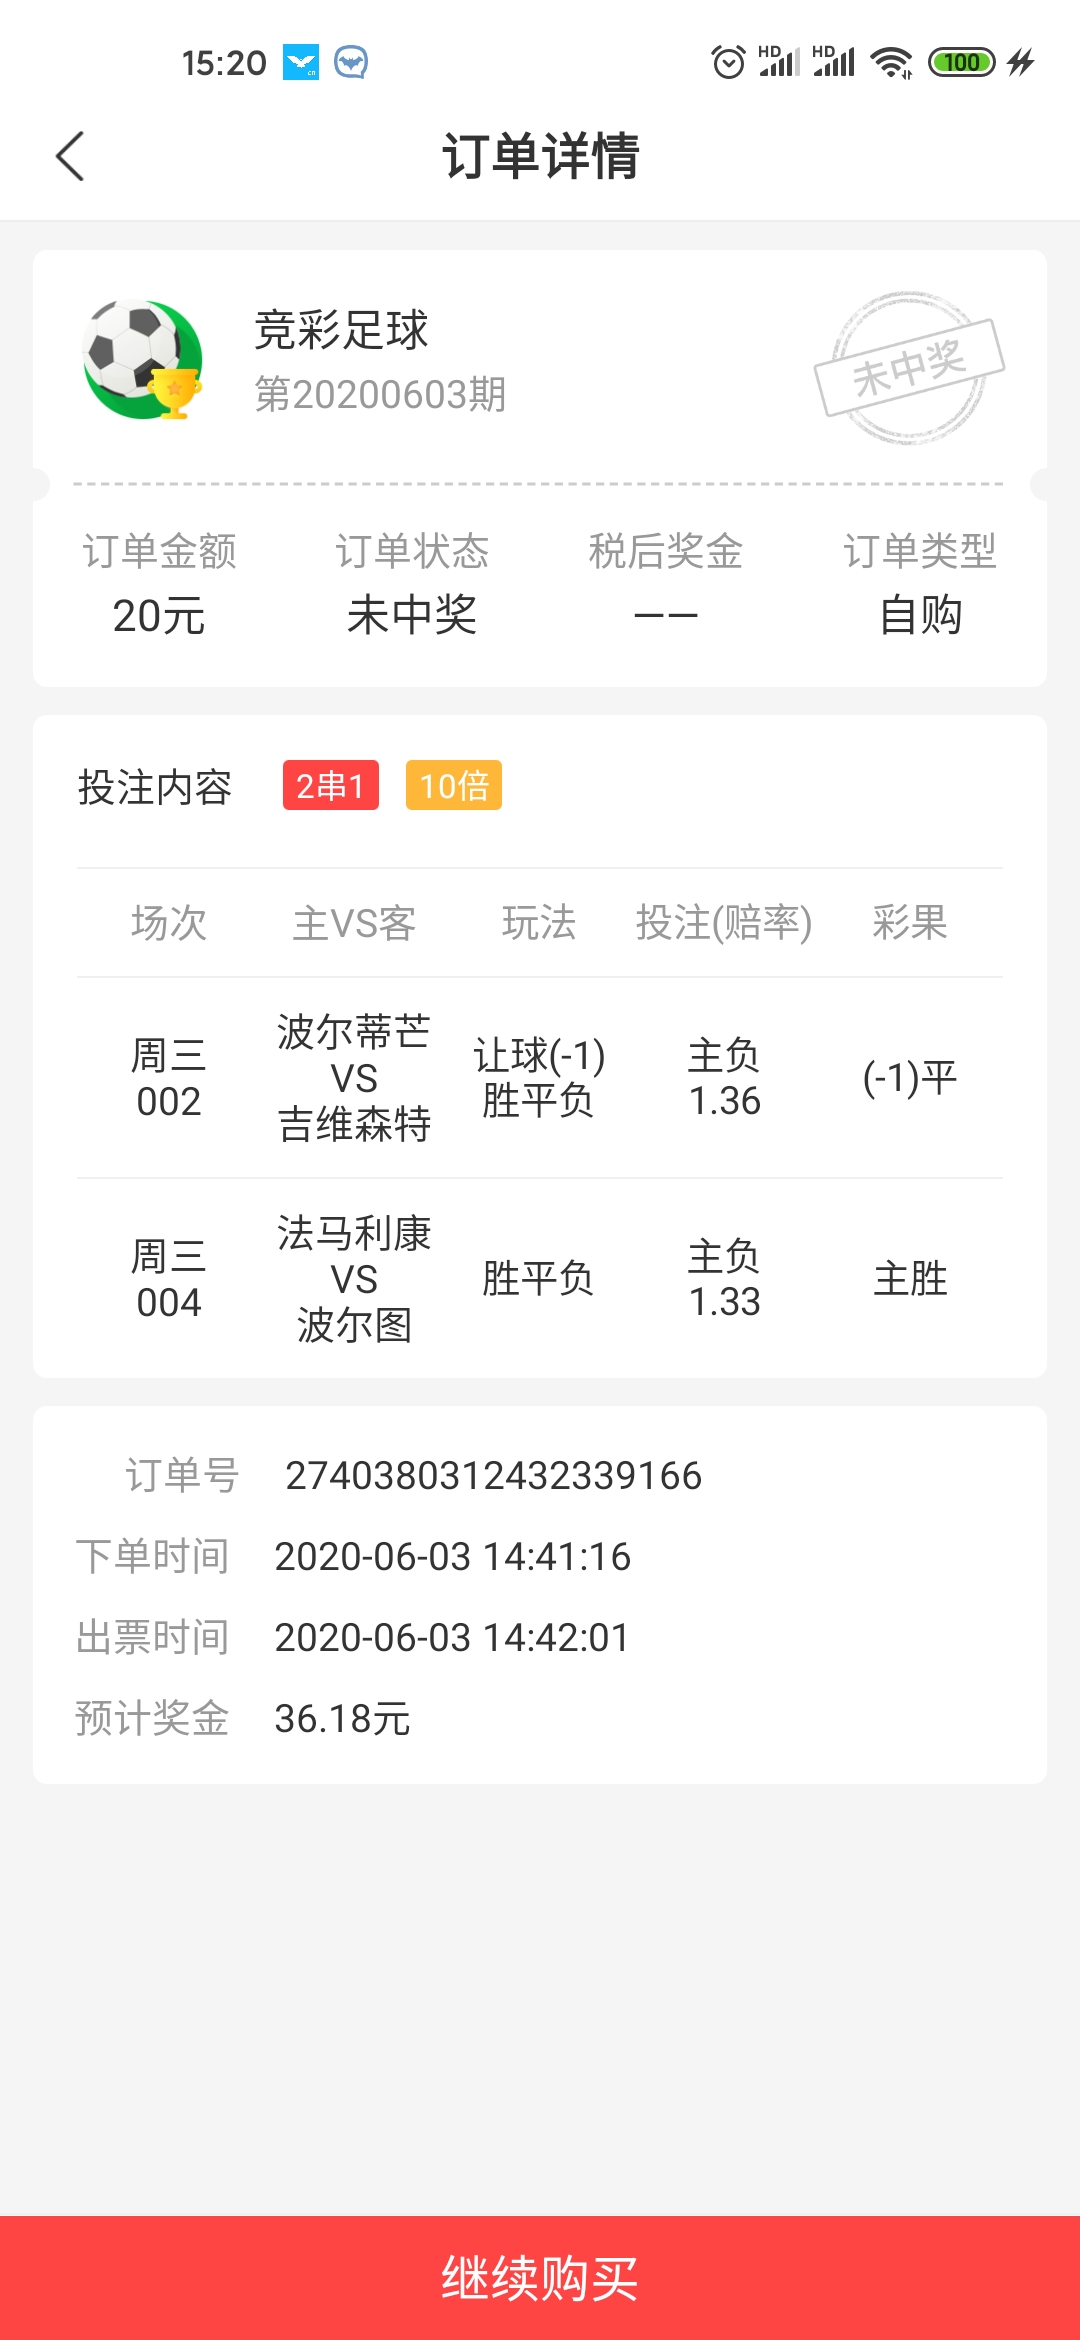 15:20 HD HD 100
订单详情
竞彩足球
第20200603期
未中奖
订单金额 订单状态 税后奖金 订单类型
20元 未中奖 —— 自购
投注内容 2串1 10倍
场次 主VS客 玩法 投注(赔率) 彩果
周三
002
波尔蒂芒
VS
吉维森特
让球(-1)
胜平负
主负
1.36
(-1)平
周三
004
法马利康
VS
波尔图
胜平负
主负
1.33
主胜
订单号 2740380312432339166
下单时间 2020-06-03 14:41:16
出票时间 2020-06-03 14:42:01
预计奖金 36.18元
继续购买